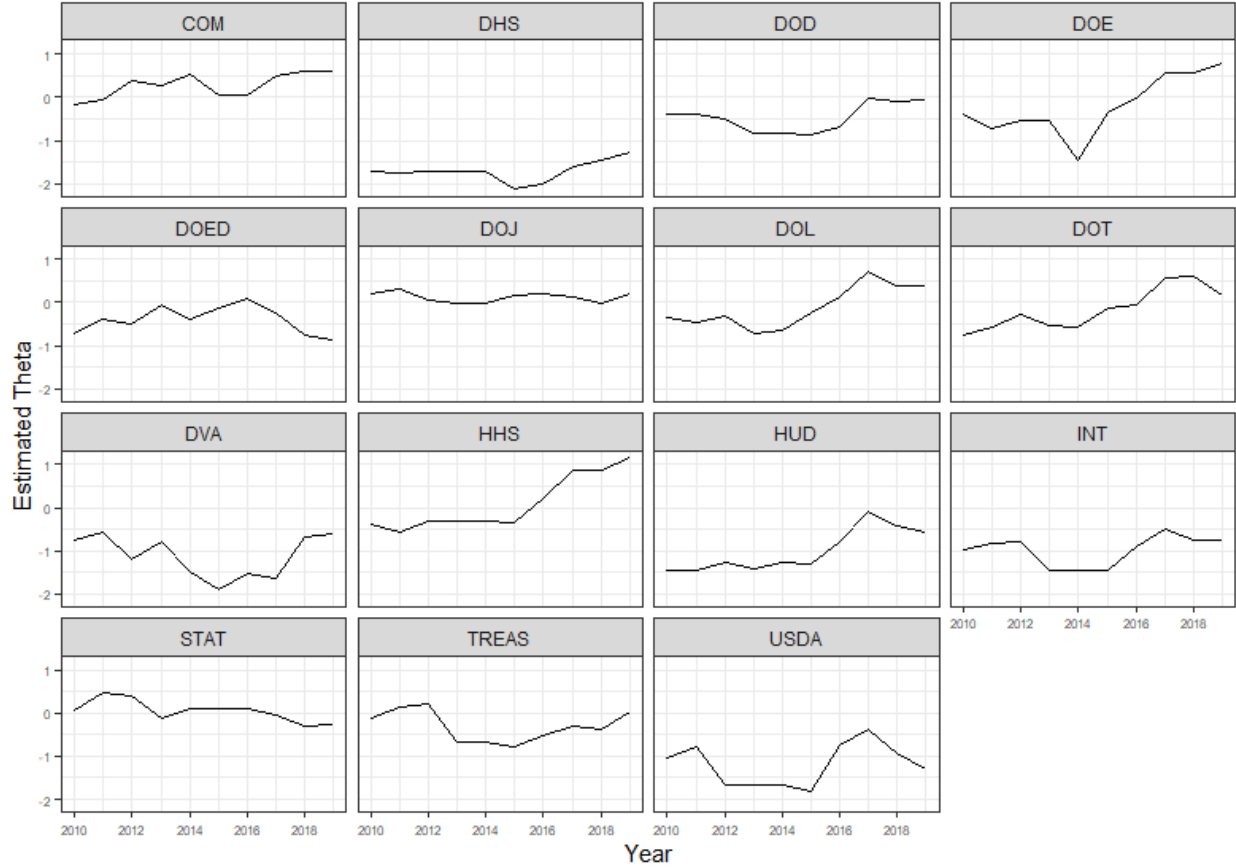 COM DHS DOD DOE
1
0
-1
-2
DOED DOJ DOL DOT
1
0
-1
-2
DVA HHS HUD INT
1
0
-1
-2
2010 2012 2014 2016 2018
STAT TREAS USDA
1
0
-1
-2
2010 2012 2014 2016 2018 2010 2012 2014 2016 2018 2010 2012 2014 2016 2018
Year
Estimated Theta